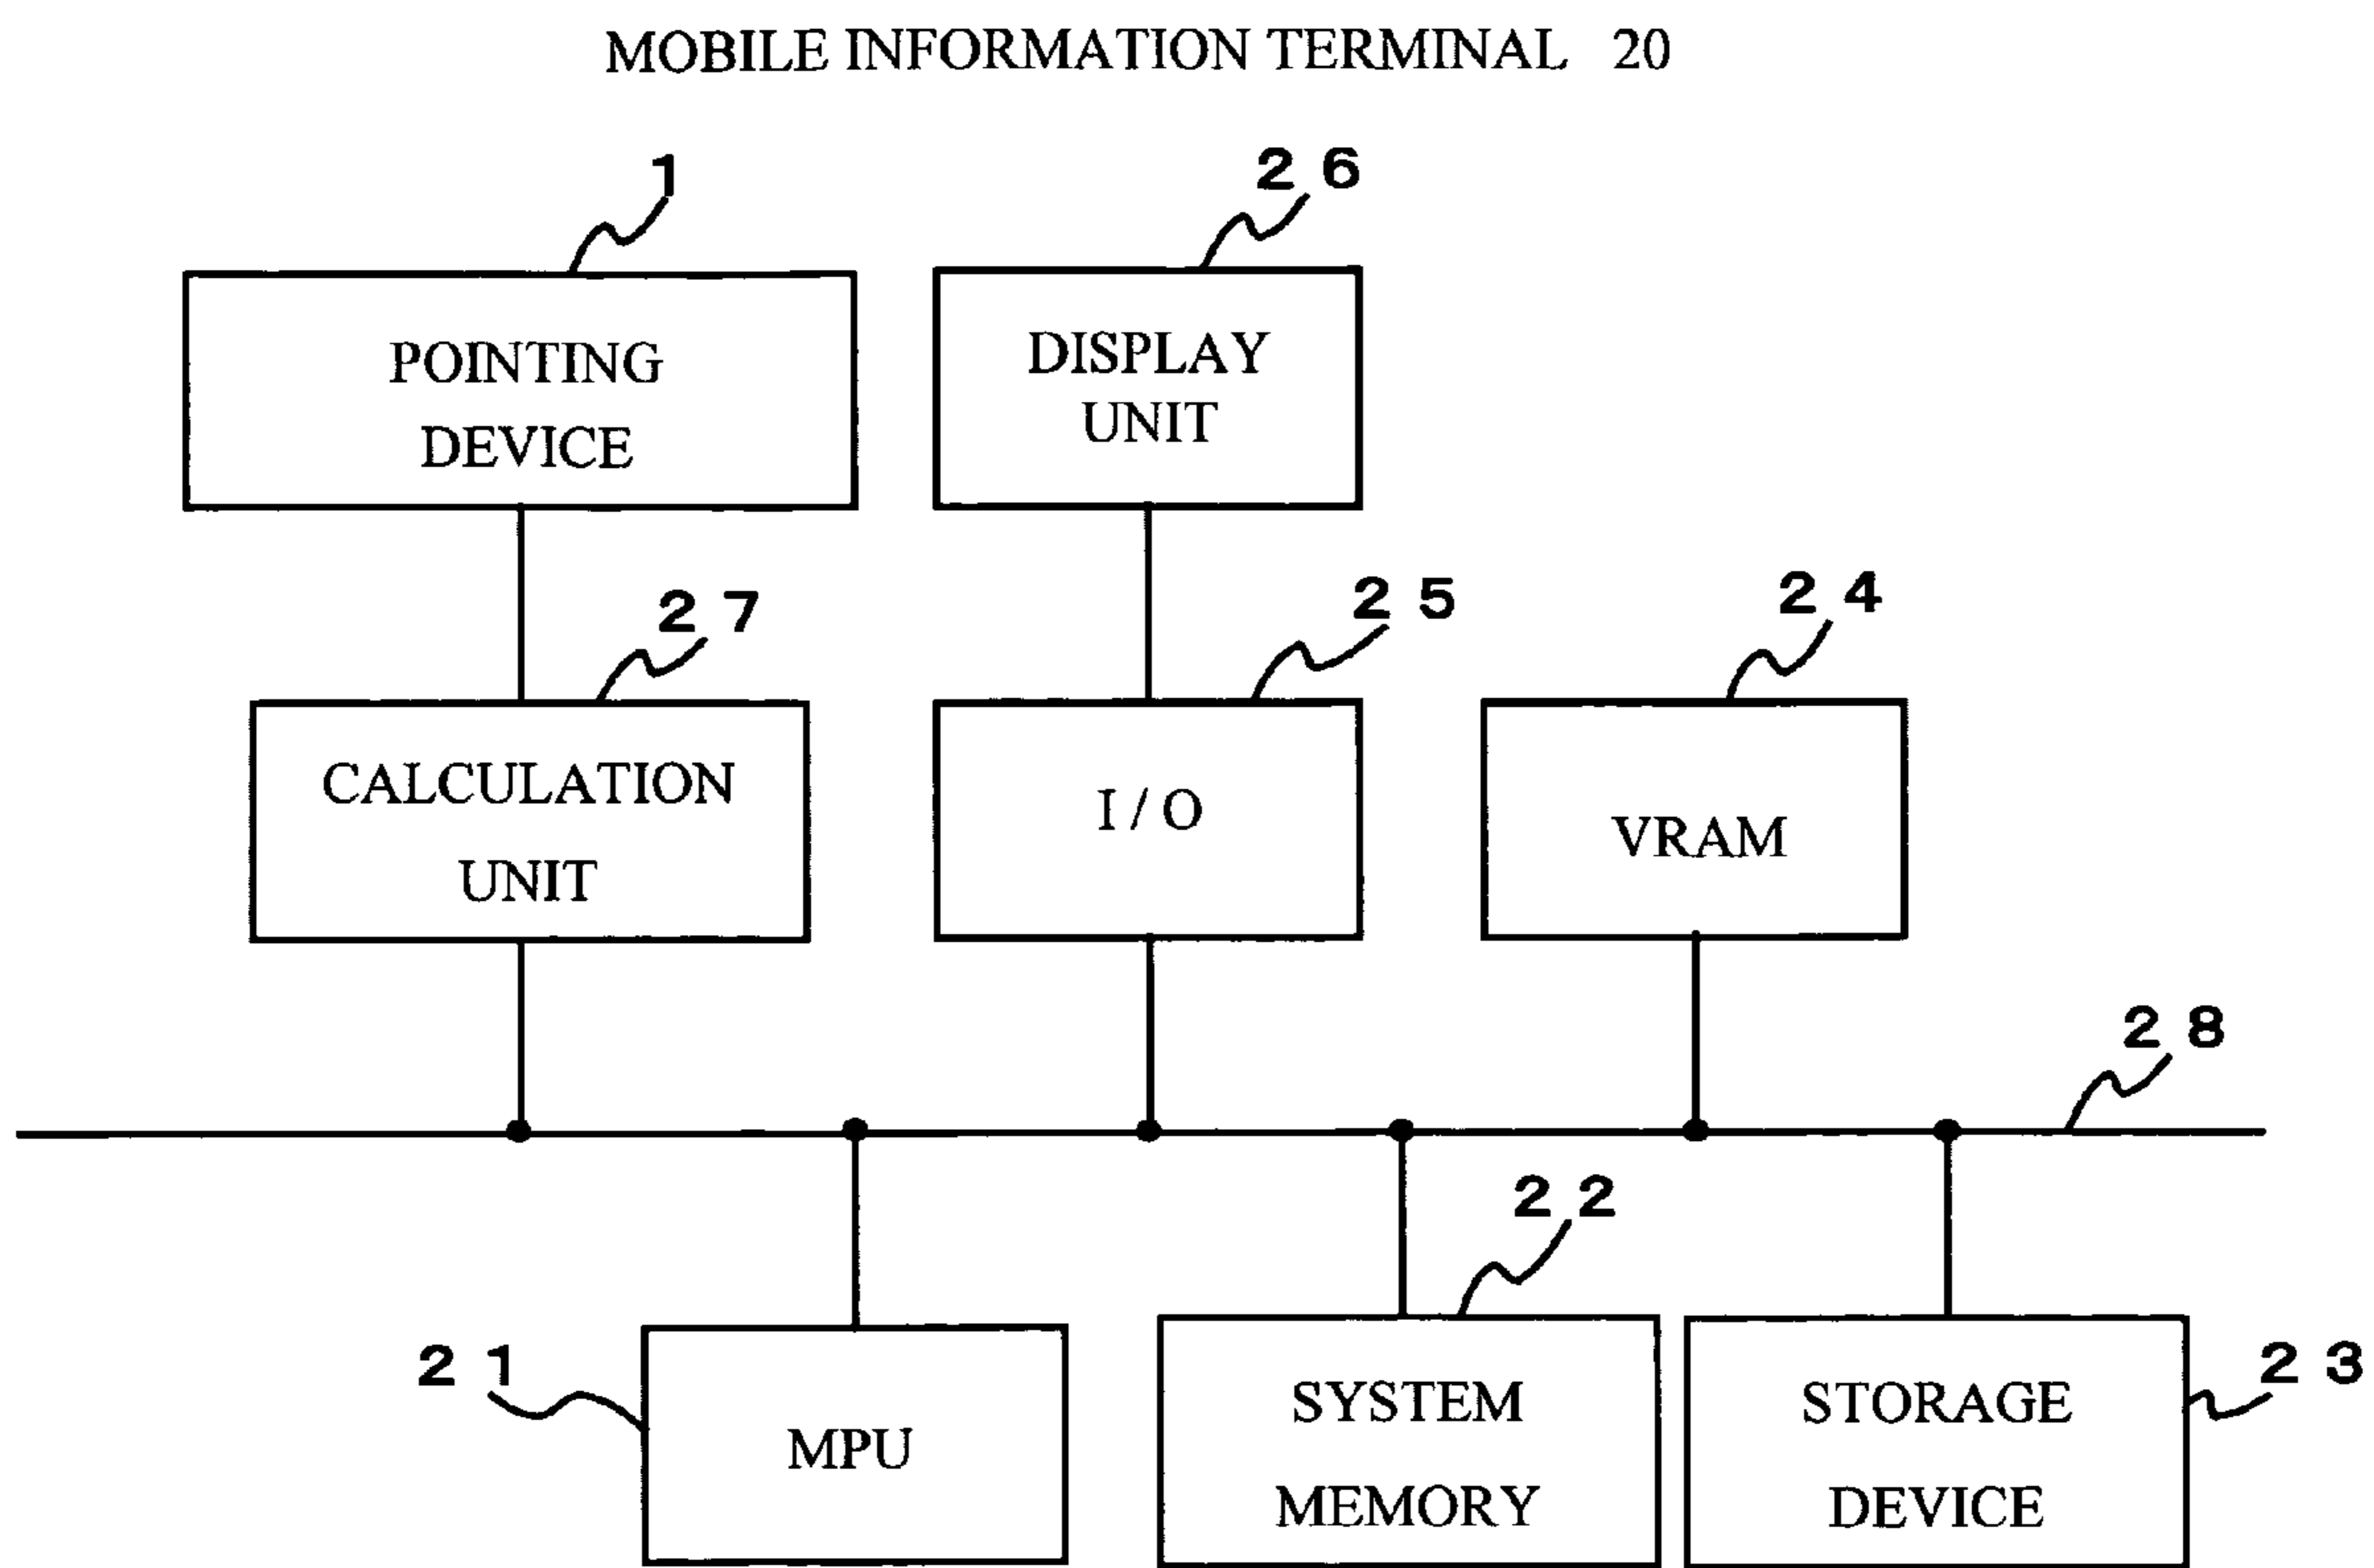 MOBILE INFORMATION TERMINAL 20
1
26
POINTING
DEVICE
DISPLAY
UNIT
27
25
24
CALCULATION
UNIT
I / O
VRAM
28
22
21
23
MPU
SYSTEM
MEMORY
STORAGE
DEVICE